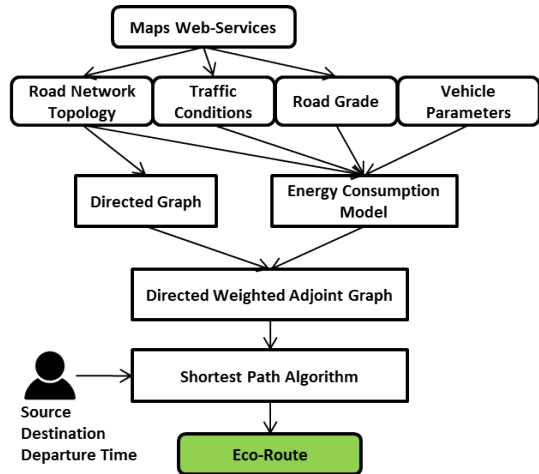 Maps Web-Services
Road Network
Topology
Traffic
Conditions
Road Grade
Vehicle
Parameters
Directed Graph
Energy Consumption
Model
Directed Weighted Adjoint Graph
Shortest Path Algorithm
Source
Destination
Departure Time
Eco-Route